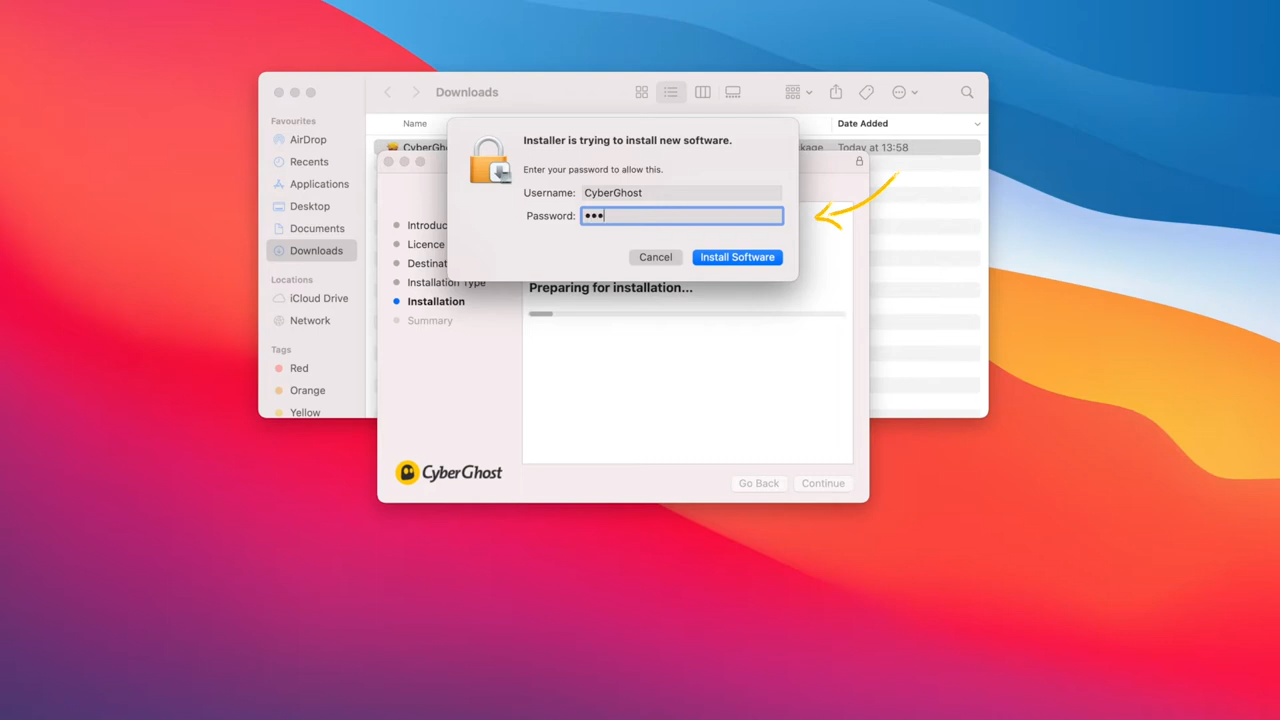 Downloads
Favourites
AirDrop
Recents
Applications
Desktop
Documents
Downloads
Locations
iCloud Drive
Network
Tags
Red
Orange
Yellow
Name
Date Added
Today at 13:58
Installer is trying to install new software.
Enter your password to allow this.
Username: CyberGhost
Password: •••
Cancel
Install Software
Licence
Installation Type
Installation
Summary
Preparing for installation...
CyberGhost
Go Back
Continue